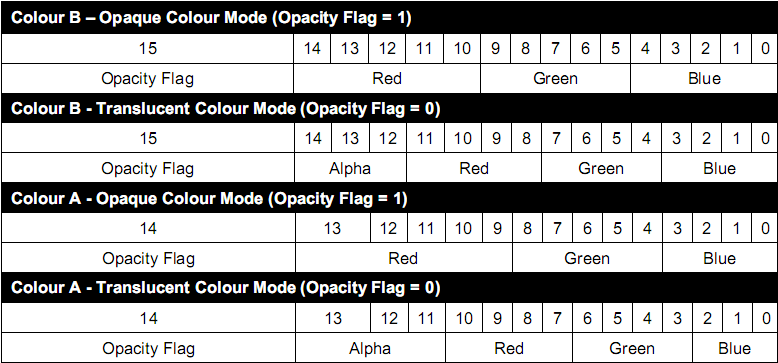 Colour B – Opaque Colour Mode (Opacity Flag = 1)
15 14 13 12 11 10 9 8 7 6 5 4 3 2 1 0
Opacity Flag Red Green Blue
Colour B - Translucent Colour Mode (Opacity Flag = 0)
15 14 13 12 11 10 9 8 7 6 5 4 3 2 1 0
Opacity Flag Alpha Red Green Blue
Colour A - Opaque Colour Mode (Opacity Flag = 1)
14 13 12 11 10 9 8 7 6 5 4 3 2 1 0
Opacity Flag Red Green Blue
Colour A - Translucent Colour Mode (Opacity Flag = 0)
14 13 12 11 10 9 8 7 6 5 4 3 2 1 0
Opacity Flag Alpha Red Green Blue